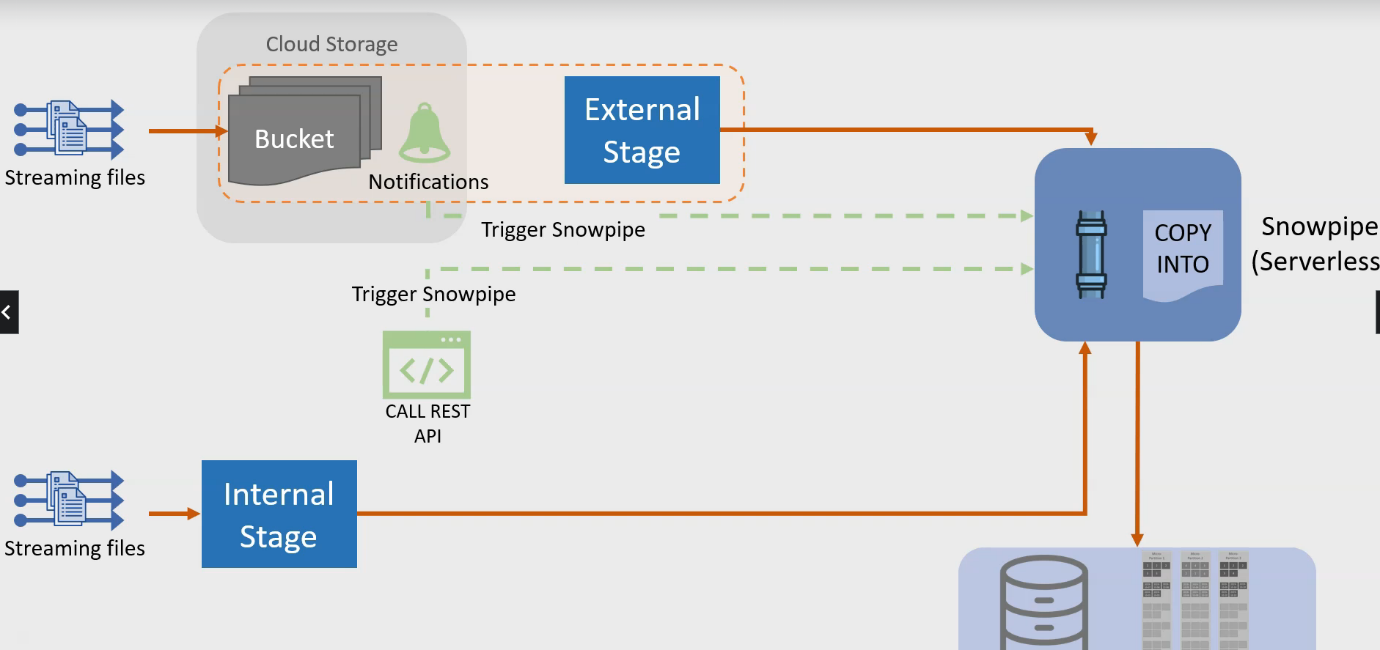 Cloud Storage
Bucket
Notifications
External
Stage
Streaming files
Trigger Snowpipe
Trigger Snowpipe
COPY
INTO
Snowpipe
(Serverless
</>
CALL REST
API
Internal
Stage
Streaming files